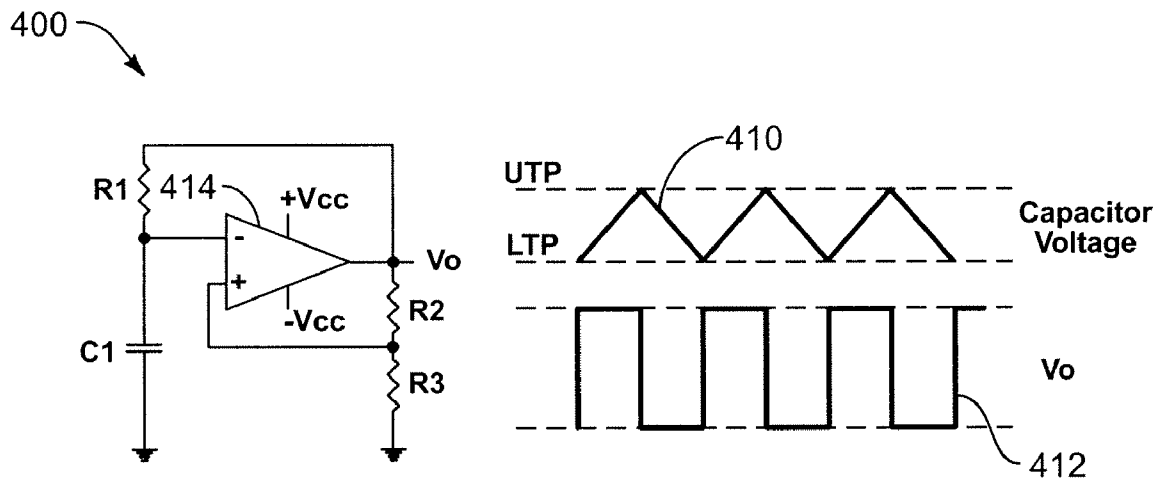 400
R1
414
+Vcc
-
+
Vo
-Vcc
R2
C1
R3
410
UTP
LTP
Capacitor
Voltage
Vo
412